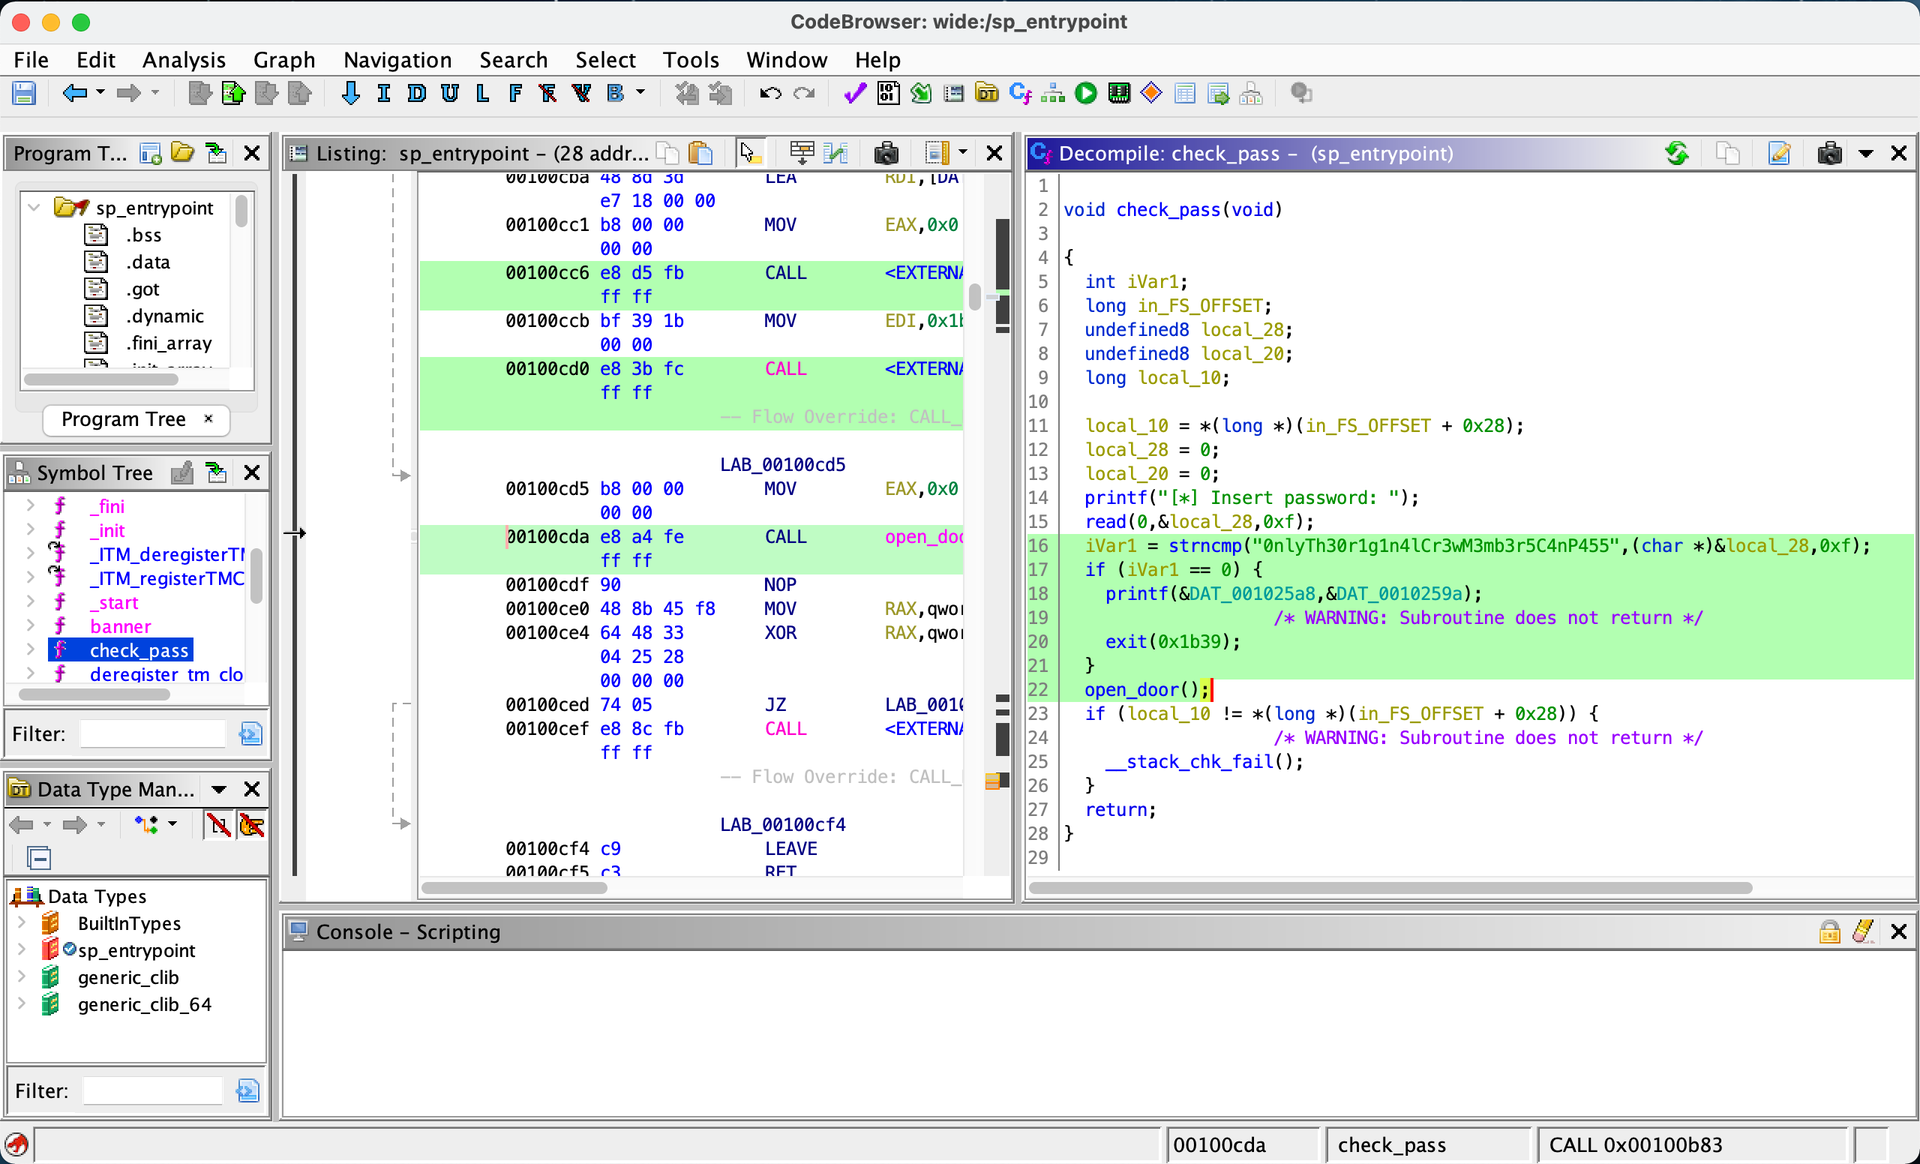 CodeBrowser: wide:/sp_entrypoint
File Edit Analysis Graph Navigation Search Select Tools Window Help
I D U L F F V B
Program T...
sp_entrypoint
.bss
.data
.got
.dynamic
.fini_array
Program Tree ×
Symbol Tree
_fini
_init
_ITM_deregisterT
_ITM_registerTMC
_start
banner
check_pass
deregister_tm_clo
Filter:
Data Type Man...
Data Types
BuiltInTypes
sp_entrypoint
generic_clib
generic_clib_64
Filter:
Listing: sp_entrypoint - (28 addr...
00100cba 48 8d 3d LEA RDI,[DA
e7 18 00 00
00100cc1 b8 00 00 MOV EAX,0x0
00 00
00100cc6 e8 d5 fb CALL <EXTERNA
ff ff
00100ccb bf 39 1b MOV EDI,0x1b
00 00
00100cd0 e8 3b fc CALL <EXTERNA
ff ff
-- Flow Override: CALL_
LAB_00100cd5
00100cd5 b8 00 00 MOV EAX,0x0
00 00
00100cda e8 a4 fe CALL open_doo
ff ff
00100cdf 90 NOP
00100ce0 48 8b 45 f8 MOV RAX,qwor
00100ce4 64 48 33 XOR RAX,qwor
04 25 28
00 00 00
00100ced 74 05 JZ LAB_0010
00100cef e8 8c fb CALL <EXTERNA
ff ff
-- Flow Override: CALL_
LAB_00100cf4
00100cf4 c9 LEAVE
00100cf5 c3 RET
Decompile: check_pass - (sp_entrypoint)
1
2 void check_pass(void)
3
4 {
5 int iVar1;
6 long in_FS_OFFSET;
7 undefined8 local_28;
8 undefined8 local_20;
9 long local_10;
10
11 local_10 = *(long *)(in_FS_OFFSET + 0x28);
12 local_28 = 0;
13 local_20 = 0;
14 printf("[*] Insert password: ");
15 read(0,&local_28,0xf);
16 iVar1 = strncmp("0nlyTh30r1g1n4lCr3wM3mb3r5C4nP455",(char *)&local_28,0xf);
17 if (iVar1 == 0) {
18 printf(&DAT_001025a8,&DAT_0010259a);
19 /* WARNING: Subroutine does not return */
20 exit(0x1b39);
21 }
22 open_door();
23 if (local_10 != *(long *)(in_FS_OFFSET + 0x28)) {
24 /* WARNING: Subroutine does not return */
25 __stack_chk_fail();
26 }
27 return;
28 }
29
Console - Scripting
00100cda check_pass CALL 0x00100b83